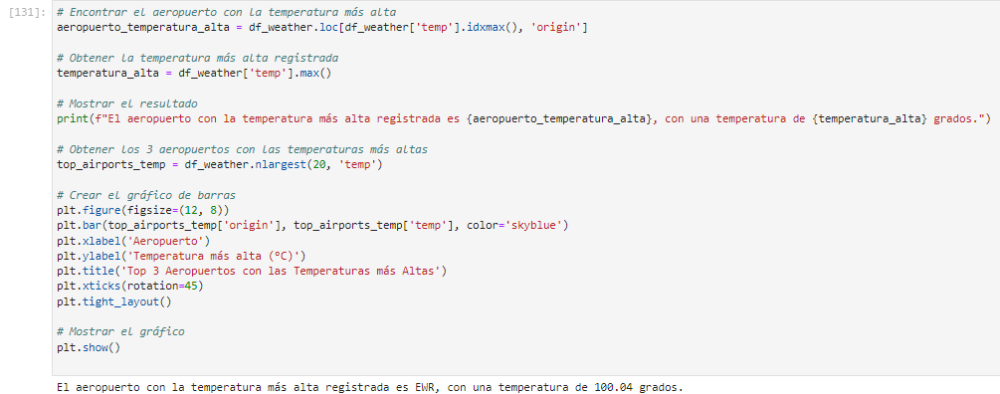 [131]: # Encontrar el aeropuerto con la temperatura más alta
aeropuerto_temperatura_alta = df_weather.loc[df_weather['temp'].idxmax(), 'origin']
# Obtener la temperatura más alta registrada
temperatura_alta = df_weather['temp'].max()
# Mostrar el resultado
print(f"El aeropuerto con la temperatura más alta registrada es {aeropuerto_temperatura_alta}, con una temperatura de {temperatura_alta} grados.")
# Obtener los 3 aeropuertos con las temperaturas más altas
top_airports_temp = df_weather.nlargest(20, 'temp')
# Crear el gráfico de barras
plt.figure(figsize=(12, 8))
plt.bar(top_airports_temp['origin'], top_airports_temp['temp'], color='skyblue')
plt.xlabel('Aeropuerto')
plt.ylabel('Temperatura más alta (°C)')
plt.title('Top 3 Aeropuertos con las Temperaturas más Altas')
plt.xticks(rotation=45)
plt.tight_layout()
# Mostrar el gráfico
plt.show()
El aeropuerto con la temperatura más alta registrada es EWR, con una temperatura de 100.04 grados.